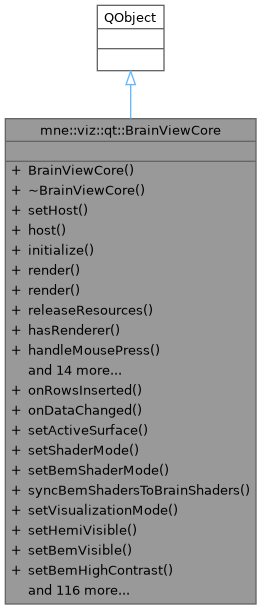 QObject
mne::viz::qt::BrainViewCore
+ BrainViewCore()
+ ~BrainViewCore()
+ setHost()
+ host()
+ initialize()
+ render()
+ render()
+ releaseResources()
+ hasRenderer()
+ handleMousePress()
and 14 more...
+ onRowsInserted()
+ onDataChanged()
+ setActiveSurface()
+ setShaderMode()
+ setBemShaderMode()
+ syncBemShadersToBrainShaders()
+ setVisualizationMode()
+ setHemiVisible()
+ setBemVisible()
+ setBemHighContrast()
and 116 more...